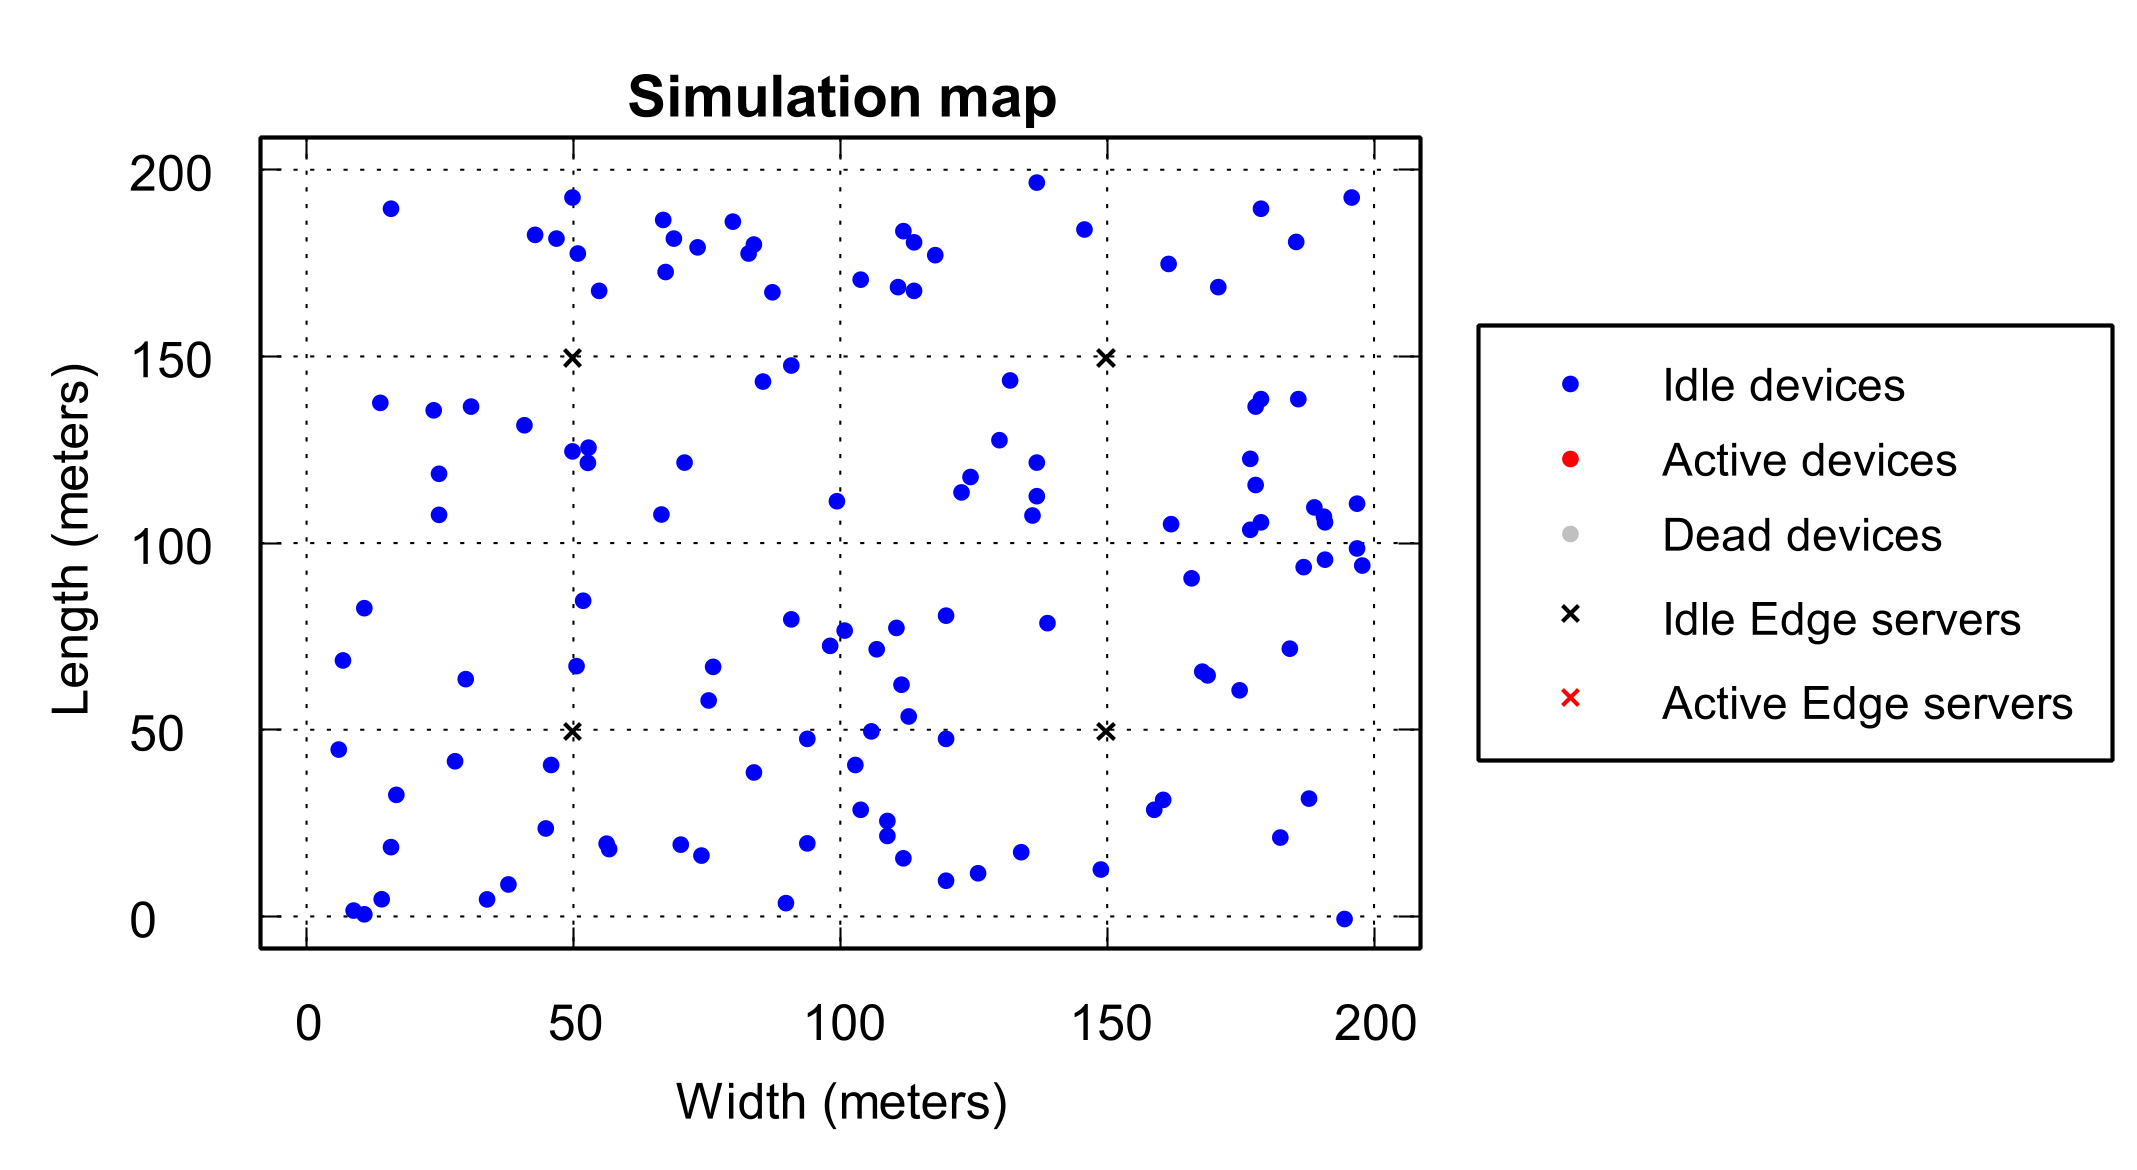 Simulation map
200
150
100
50
0
Length (meters)
0 50 100 150 200
Width (meters)
Idle devices
Active devices
Dead devices
Idle Edge servers
Active Edge servers